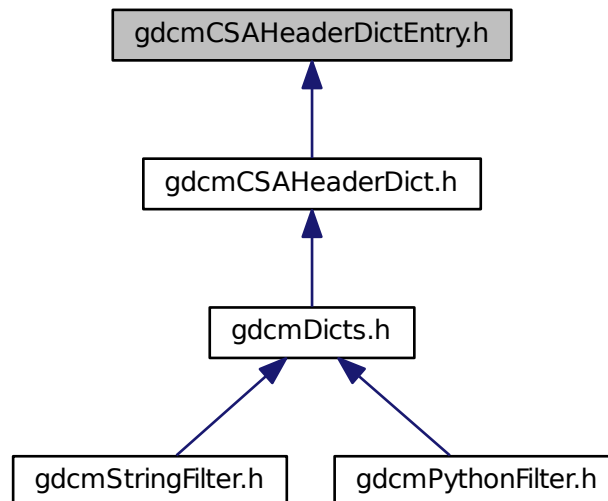 gdcmCSAHeaderDictEntry.h
gdcmCSAHeaderDict.h
gdcmDicts.h
gdcmStringFilter.h
gdcmPythonFilter.h